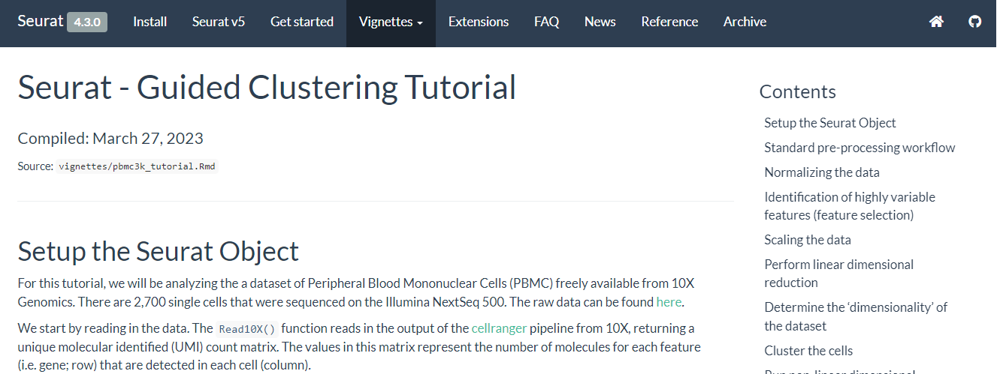 Seurat 4.3.0 Install Seurat v5 Get started Vignettes Extensions FAQ News Reference Archive
Seurat - Guided Clustering Tutorial
Compiled: March 27, 2023
Source: vignettes/pbmc3k_tutorial.Rmd
Setup the Seurat Object
For this tutorial, we will be analyzing the a dataset of Peripheral Blood Mononuclear Cells (PBMC) freely available from 10X
Genomics. There are 2,700 single cells that were sequenced on the Illumina NextSeq 500. The raw data can be found here.
We start by reading in the data. The Read10X() function reads in the output of the cellranger pipeline from 10X, returning a
unique molecular identified (UMI) count matrix. The values in this matrix represent the number of molecules for each feature
(i.e. gene; row) that are detected in each cell (column).
Contents
Setup the Seurat Object
Standard pre-processing workflow
Normalizing the data
Identification of highly variable
features (feature selection)
Scaling the data
Perform linear dimensional
reduction
Determine the ‘dimensionality’ of
the dataset
Cluster the cells
Run non-linear dimensional